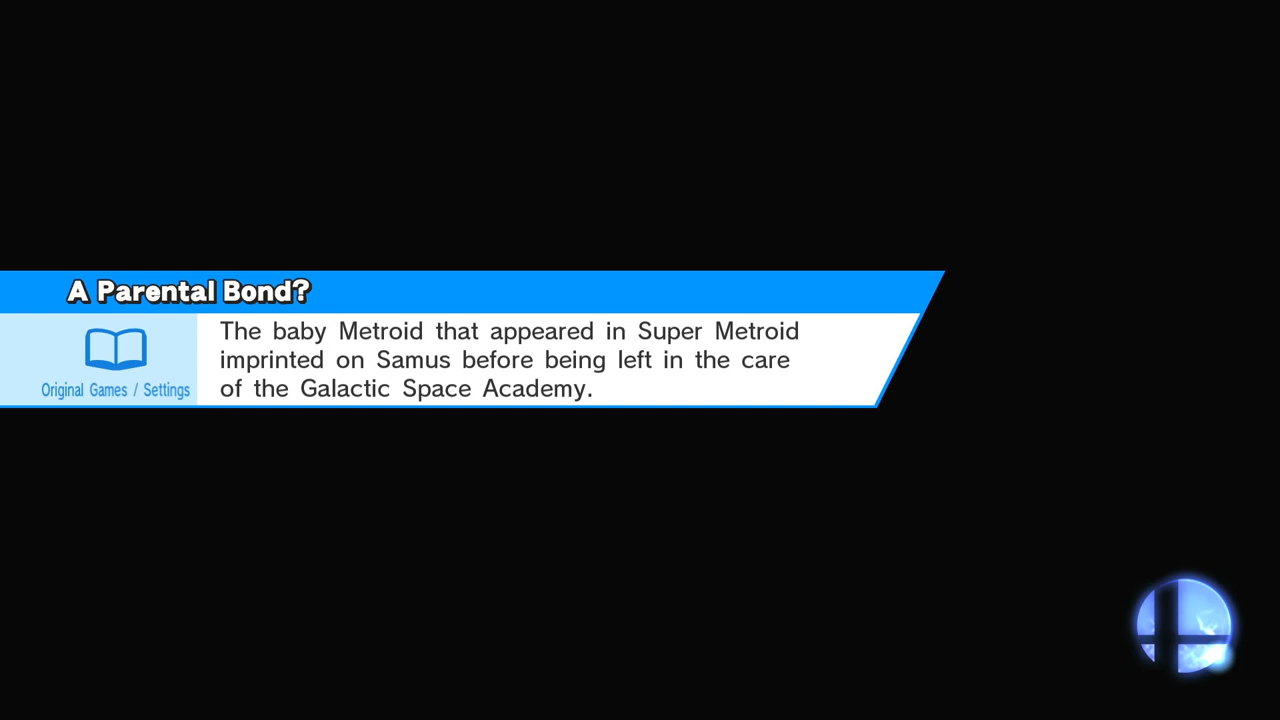 A Parental Bond?
The baby Metroid that appeared in Super Metroid
imprinted on Samus before being left in the care
of the Galactic Space Academy.
Original Games / Settings